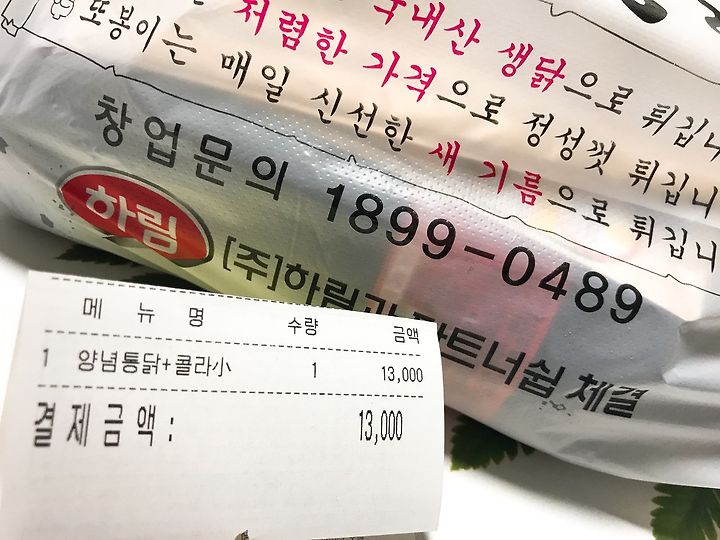 국내산 생닭으로 튀깁니
저렴한 가격으로 정성껏 튀깁니
또봉이는 매일 신선한 새 기름으로 튀깁니
창업문의 1899-0489
하림
[주]하림과 파트너쉽 체결
메 뉴 명 수량 금액
1 양념통닭+콜라小 1 13,000
결제금액: 13,000